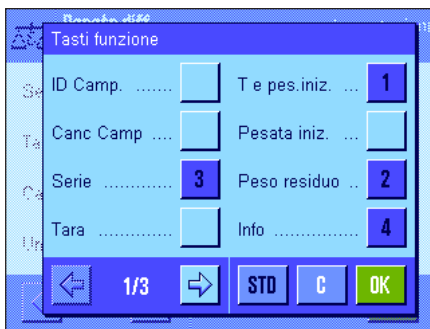 Tasti funzione
ID Camp. ....... T e pes.iniz. ... 1
Canc Camp .... Pesata iniz. ...
Serie ............ 3 Peso residuo .. 2
Tara ............. Info ................ 4
1/3 STD C OK